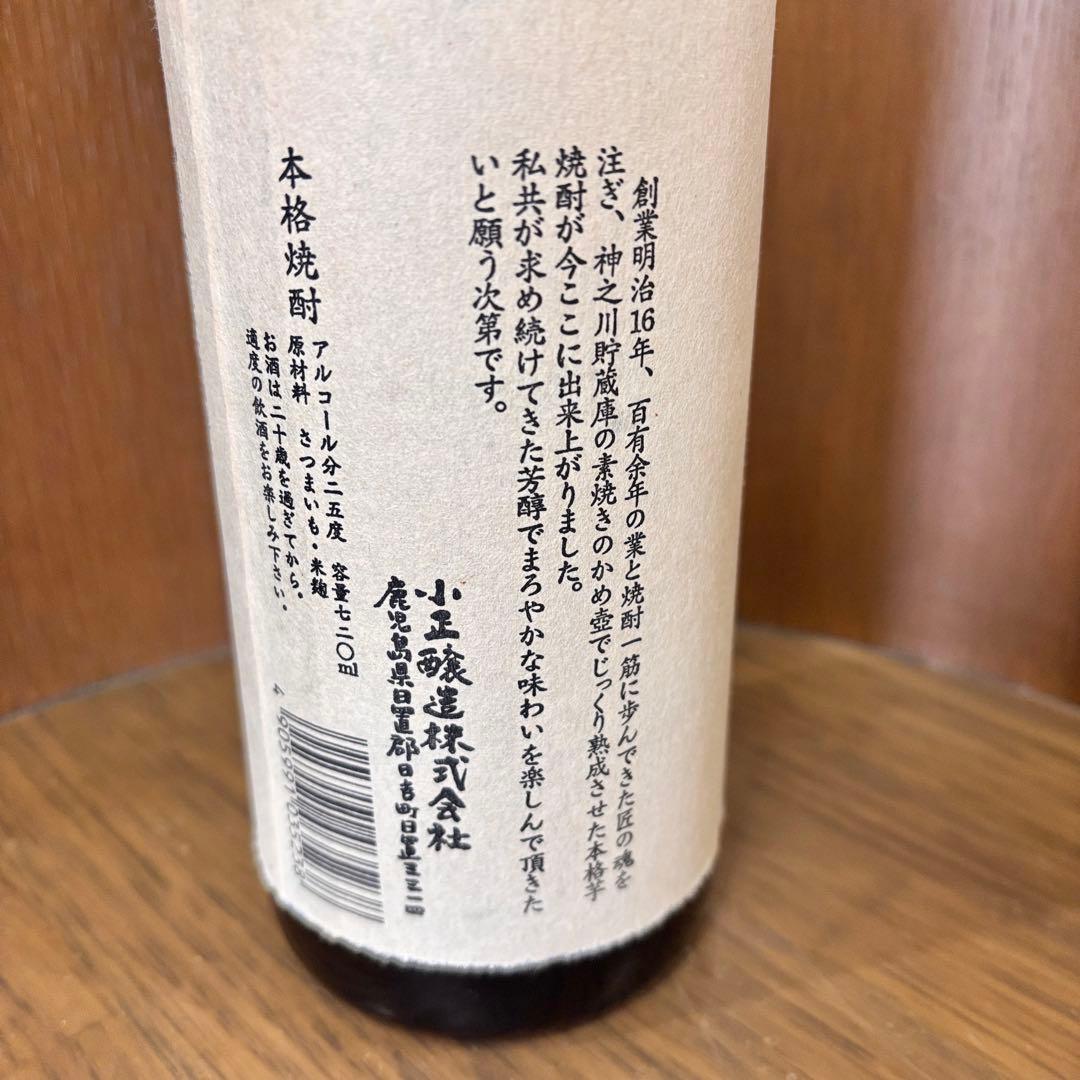 創業明治16年、百有余年の業と焼酎一筋に歩んできた匠の魂を
注ぎ、神之川貯蔵庫の素焼きのかめ壺でじっくり熟成させた本格芋
焼酎が今ここに出来上がりました。
私共が求め続けてきた芳醇でまろやかな味わいを楽しんで頂きた
いと願う次第です。
小正醸造株式会社
鹿児島県日置郡日吉町日置三三一四
本格焼酎
アルコール分二五度 容量七二〇ml
原材料 さつまいも・米麹
お酒は二十歳を過ぎてから。
適度の飲酒をお楽しみ下さい。